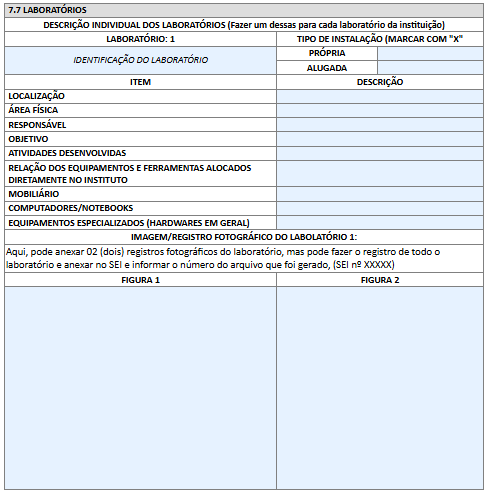 7.7 LABORATÓRIOS
DESCRIÇÃO INDIVIDUAL DOS LABORATÓRIOS (Fazer um dessas para cada laboratório da instituição)
LABORATÓRIO: 1 TIPO DE INSTALAÇÃO (MARCAR COM "X"
IDENTIFICAÇÃO DO LABORATÓRIO
PRÓPRIA
ALUGADA
ITEM DESCRIÇÃO
LOCALIZAÇÃO
ÁREA FÍSICA
RESPONSÁVEL
OBJETIVO
ATIVIDADES DESENVOLVIDAS
RELAÇÃO DOS EQUIPAMENTOS E FERRAMENTAS ALOCADOS
DIRETAMENTE NO INSTITUTO
MOBILIÁRIO
COMPUTADORES/NOTEBOOKS
EQUIPAMENTOS ESPECIALIZADOS (HARDWARES EM GERAL)
IMAGEM/REGISTRO FOTOGRÁFICO DO LABOLATÓRIO 1:
Aqui, pode anexar 02 (dois) registros fotográficos do laboratório, mas pode fazer o registro de todo o
laboratório e anexar no SEI e informar o número do arquivo que foi gerado, (SEI nº XXXXX)
FIGURA 1 FIGURA 2